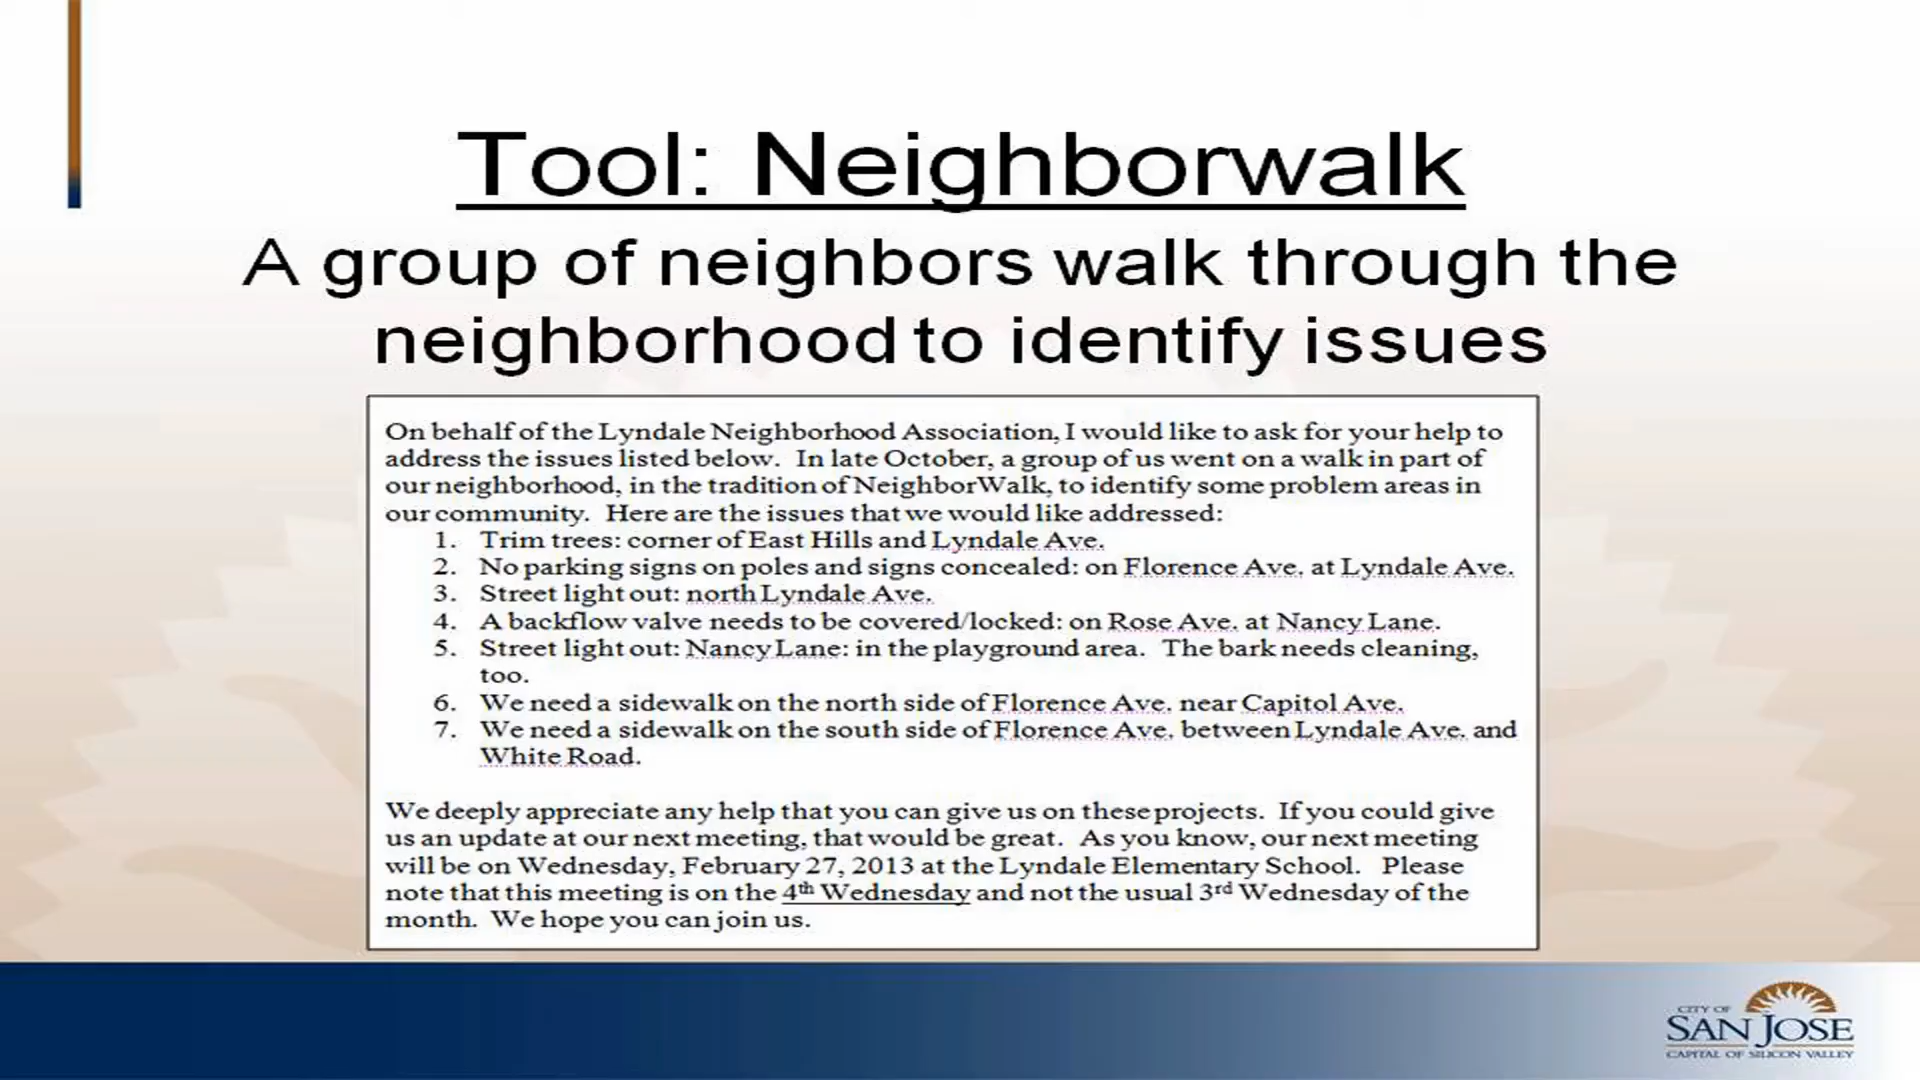 Tool: Neighborwalk
A group of neighbors walk through the
neighborhood to identify issues
On behalf of the Lyndale Neighborhood Association, I would like to ask for your help to
address the issues listed below.  In late October, a group of us went on a walk in part of
our neighborhood, in the tradition of NeighborWalk, to identify some problem areas in
our community.  Here are the issues that we would like addressed:
1. Trim trees: corner of East Hills and Lyndale Ave.
2. No parking signs on poles and signs concealed: on Florence Ave. at Lyndale Ave.
3. Street light out: north Lyndale Ave.
4. A backflow valve needs to be covered/locked: on Rose Ave. at Nancy Lane.
5. Street light out: Nancy Lane: in the playground area.  The bark needs cleaning,
too.
6. We need a sidewalk on the north side of Florence Ave. near Capitol Ave.
7. We need a sidewalk on the south side of Florence Ave. between Lyndale Ave. and
White Road.
We deeply appreciate any help that you can give us on these projects.  If you could give
us an update at our next meeting, that would be great.  As you know, our next meeting
will be on Wednesday, February 27, 2013 at the Lyndale Elementary School.  Please
note that this meeting is on the 4th Wednesday and not the usual 3rd Wednesday of the
month.  We hope you can join us.
CITY OF
SAN JOSE
CAPITAL OF SILICON VALLEY